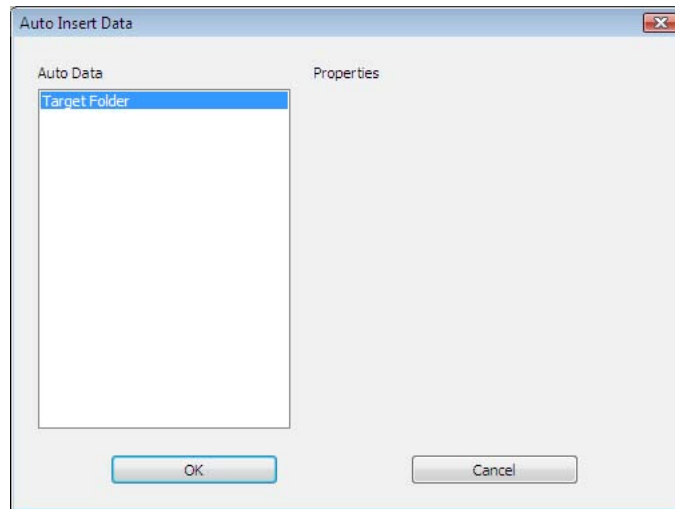 Auto Insert Data
Auto Data
Properties
Target Folder
OK
Cancel